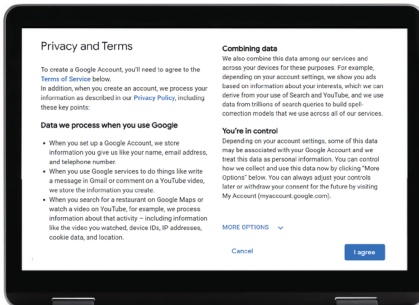 Privacy and Terms
To create a Google Account, you'll need to agree to the
Terms of Service below.
In addition, when you create an account, we process your
information as described in our Privacy Policy, including
these key points:
Data we process when you use Google
• When you set up a Google Account, we store
information you give us like your name, email address,
and telephone number.
• When you use Google services to do things like write
a message in Gmail or comment on a YouTube video,
we store the information you create.
• When you search for a restaurant on Google Maps or
watch a video on YouTube, for example, we process
information about that activity – including information
like the video you watched, device IDs, IP addresses,
cookie data, and location.
Combining data
We also combine this data among our services and
across your devices for these purposes. For example,
depending on your account settings, we show you ads
based on information about your interests, which we can
derive from your use of Search and YouTube, and we use
data from trillions of search queries to build spell-
correction models that we use across all of our services.
You're in control
Depending on your account settings, some of this data
may be associated with your Google Account and we
treat this data as personal information. You can control
how we collect and use this data now by clicking "More
Options" below. You can always adjust your controls
later or withdraw your consent for the future by visiting
My Account (myaccount.google.com).
MORE OPTIONS
Cancel
I agree